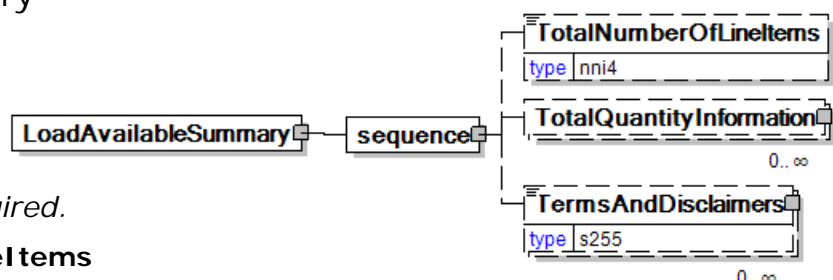 ry
TotalNumberOfLineItems
type nni4
LoadAvailableSummary
sequence
TotalQuantityInformation
0.. ∞
TermsAndDisclaimers
type s255
0.. ∞
ired.
eItems